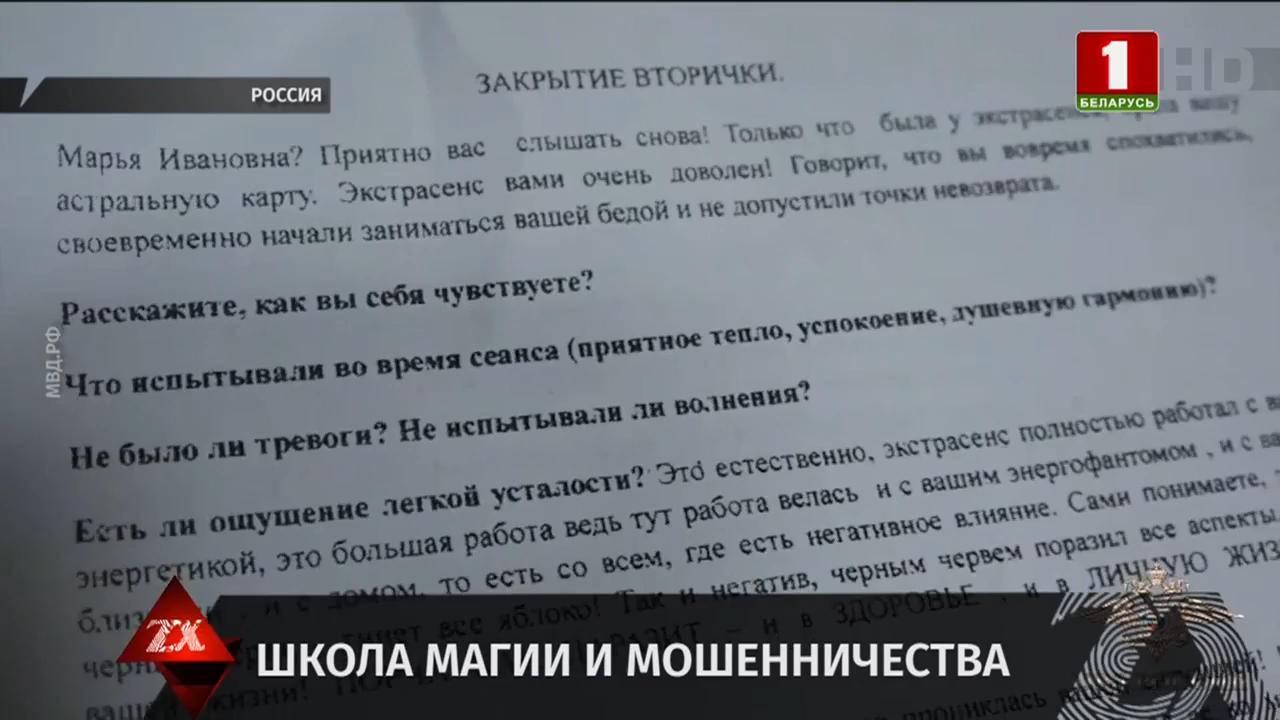 ЗАКРЫТИЕ ВТОРИЧКИ.
1
HD
БЕЛАРУСЬ
РОССИЯ
Марья Ивановна? Приятно вас слышать снова! Только что была у экстрасенса вашу
астральную карту. Экстрасенс вами очень доволен! Говорит, что вы вовремя спохватились,
своевременно начали заниматься вашей бедой и не допустили точки невозврата.
Расскажите, как вы себя чувствуете?
Что испытывали во время сеанса (приятное тепло, успокоение, душевную гармонию)?
МВД.РФ
Не было ли тревоги? Не испытывали ли волнения?
Есть ли ощущение легкой усталости? Это естественно, экстрасенс полностью работал с
энергетикой, это большая работа ведь тут работа велась и с вашим энергофантомом , и с
домом, то есть со всем, где есть негативное влияние. Сами понимаете,
все яблоко! Так и негатив, черным червем поразил все аспекты
и в ЗДОРОВЬЕ , и в ЛИЧНУЮ
жизни!
ZX
ШКОЛА МАГИИ И МОШЕННИЧЕСТВА